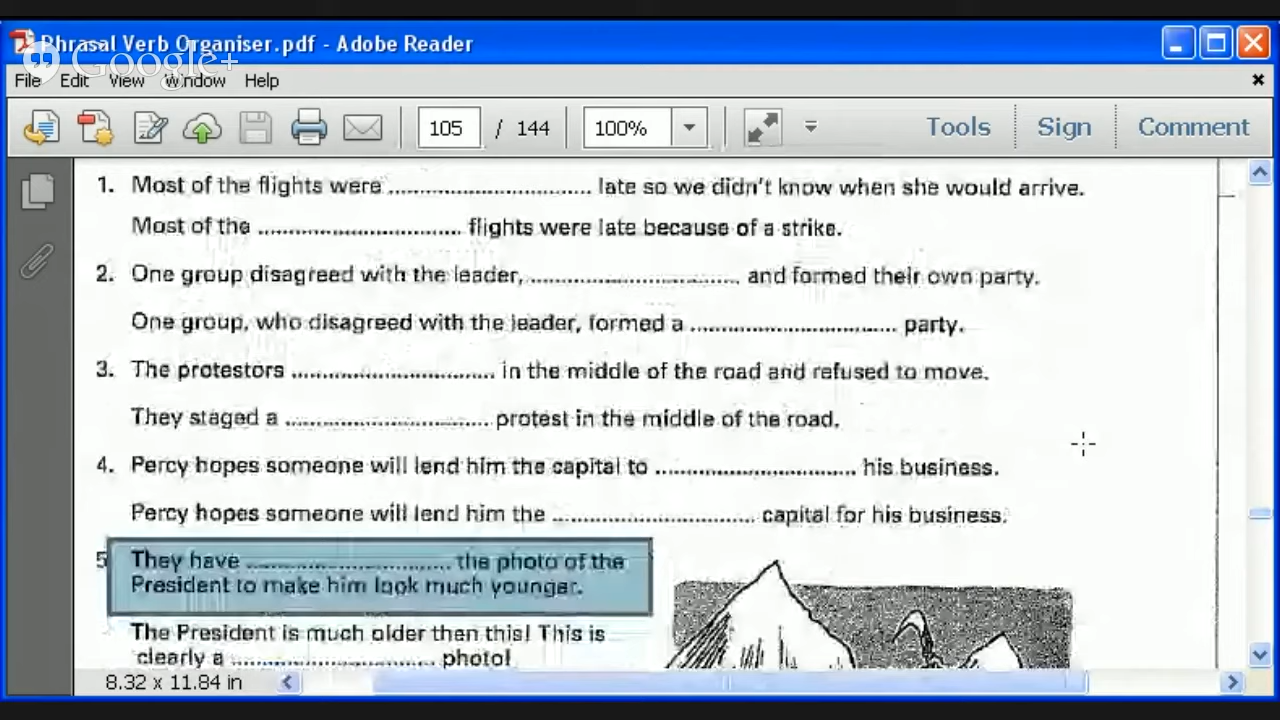 Phrasal Verb Organiser.pdf - Adobe Reader
Google+
File Edit View Window Help
105 / 144 100% Tools Sign Comment
1. Most of the flights were .............................. late so we didn't know when she would arrive.
Most of the .............................. flights were late because of a strike.
2. One group disagreed with the leader, .............................. and formed their own party.
One group, who disagreed with the leader, formed a .............................. party.
3. The protestors .............................. in the middle of the road and refused to move.
They staged a .............................. protest in the middle of the road.
4. Percy hopes someone will lend him the capital to .............................. his business.
Percy hopes someone will lend him the .............................. capital for his business.
5 They have .............................. the photo of the
President to make him look much younger.
The President is much older then this! This is
clearly a .............................. photo!
8.32 x 11.84 in